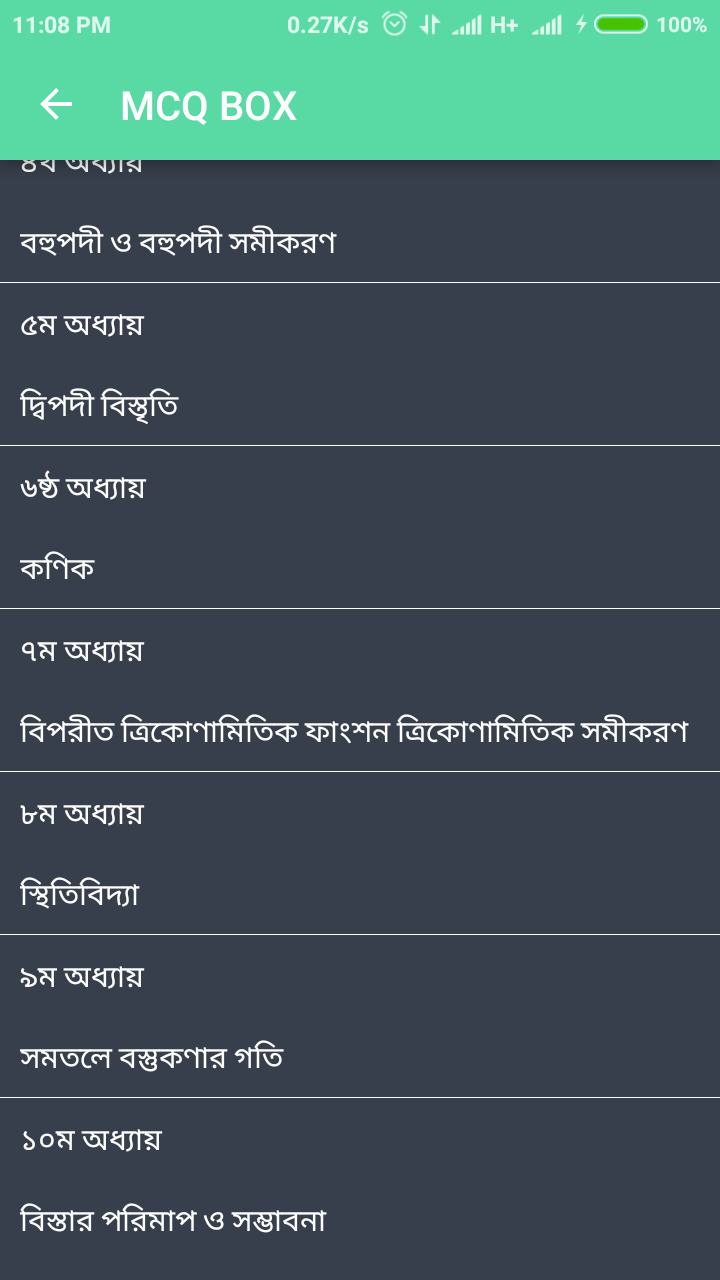 11:08 PM 0.27K/s H+ 100%
MCQ BOX
৪র্থ অধ্যায়
বহুপদী ও বহুপদী সমীকরণ
৫ম অধ্যায়
দ্বিপদী বিস্তৃতি
৬ষ্ঠ অধ্যায়
কণিক
৭ম অধ্যায়
বিপরীত ত্রিকোণামিতিক ফাংশন ত্রিকোণামিতিক সমীকরণ
৮ম অধ্যায়
স্থিতিবিদ্যা
৯ম অধ্যায়
সমতলে বস্তুকণার গতি
১০ম অধ্যায়
বিস্তার পরিমাপ ও সম্ভাবনা